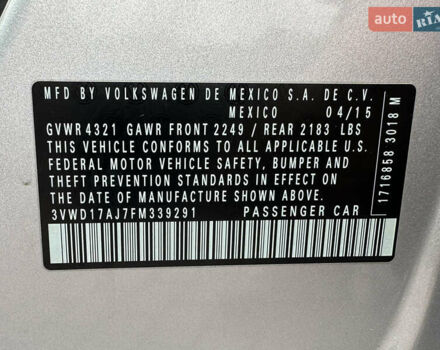 AUTO RIA
MFD BY VOLKSWAGEN DE MEXICO S.A. DE C.V.
MEXICO 04/15
GVWR 4321 GAWR FRONT 2249 / REAR 2183 LBS
THIS VEHICLE CONFORMS TO ALL APPLICABLE U.S.
FEDERAL MOTOR VEHICLE SAFETY, BUMPER AND
THEFT PREVENTION STANDARDS IN EFFECT ON
THE DATE OF MANUFACTURE SHOWN ABOVE.
3VWD17AJ7FM339291 PASSENGER CAR
1716858 3018 M